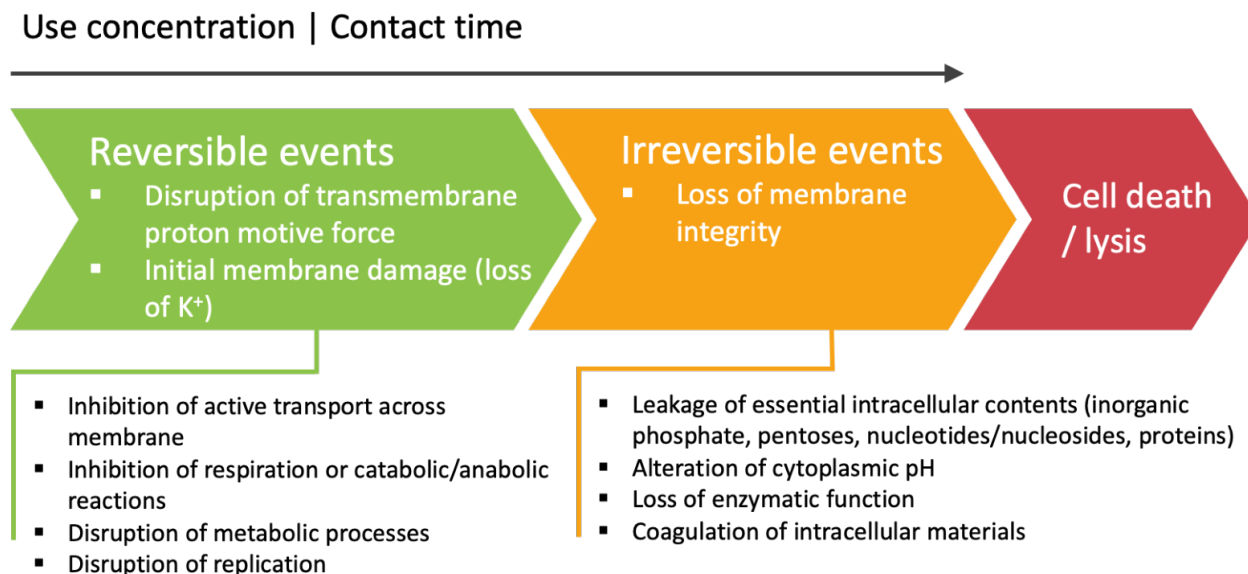 Use concentration | Contact time
Reversible events
▪ Disruption of transmembrane
proton motive force
▪ Initial membrane damage (loss
of K⁺)
Irreversible events
▪ Loss of membrane
integrity
Cell death
/ lysis
▪ Inhibition of active transport across
membrane
▪ Inhibition of respiration or catabolic/anabolic
reactions
▪ Disruption of metabolic processes
▪ Disruption of replication
▪ Leakage of essential intracellular contents (inorganic
phosphate, pentoses, nucleotides/nucleosides, proteins)
▪ Alteration of cytoplasmic pH
▪ Loss of enzymatic function
▪ Coagulation of intracellular materials